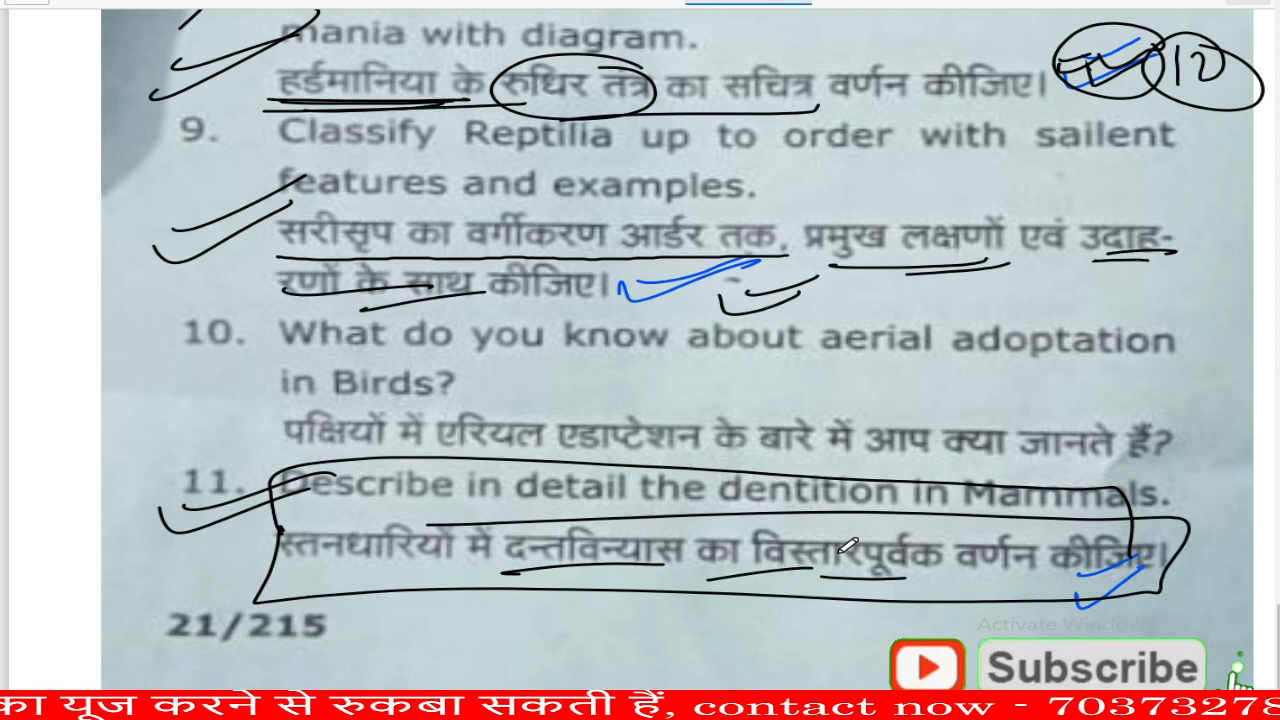 mania with diagram.
हर्डमानिया के रुधिर तंत्र का सचित्र वर्णन कीजिए।
10
9. Classify Reptilia up to order with sailent
features and examples.
सरीसृप का वर्गीकरण आर्डर तक, प्रमुख लक्षणों एवं उदाह-
रणों के साथ कीजिए।
10. What do you know about aerial adoptation
in Birds?
पक्षियों में एरियल एडाप्टेशन के बारे में आप क्या जानते हैं?
11. Describe in detail the dentition in Mammals.
स्तनधारियों में दन्तविन्यास का विस्तारपूर्वक वर्णन कीजिए।
21/215
Activate Windows
Subscribe
का यूज करने से रुकबा सकती हैं, contact now - 70373278